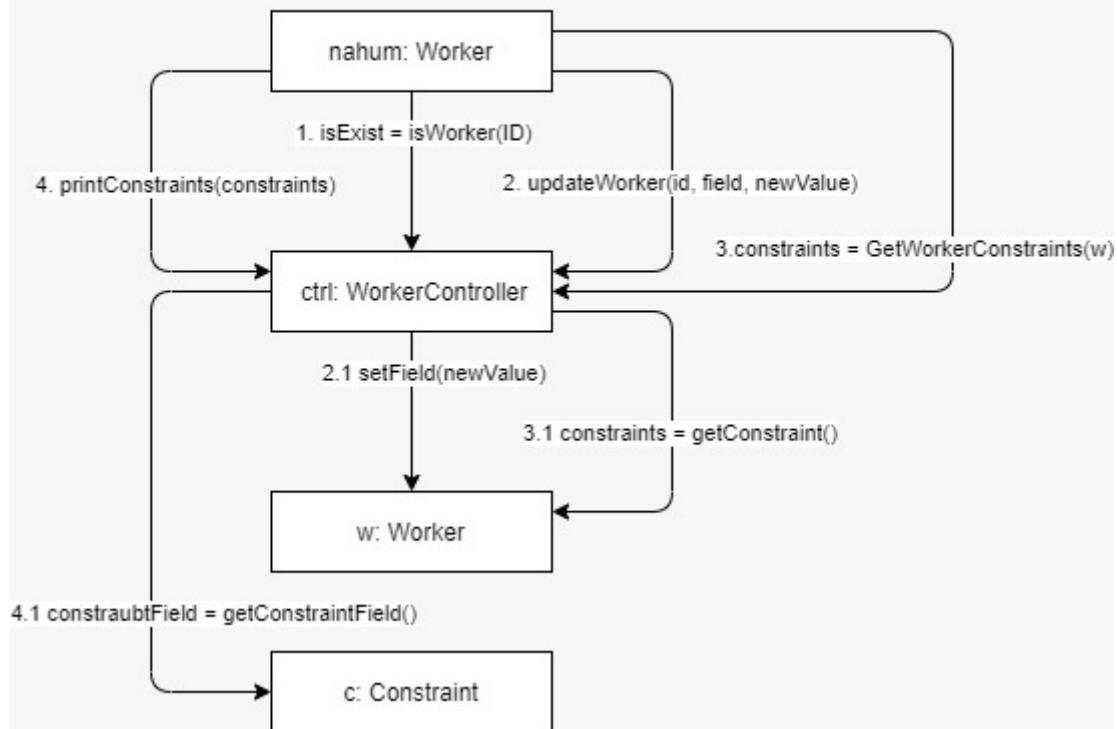 nahum: Worker
1. isExist = isWorker(ID)
4. printConstraints(constraints)
2. updateWorker(id, field, newValue)
3.constraints = GetWorkerConstraints(w)
ctrl: WorkerController
2.1 setField(newValue)
3.1 constraints = getConstraint()
w: Worker
4.1 constraubtField = getConstraintField()
c: Constraint